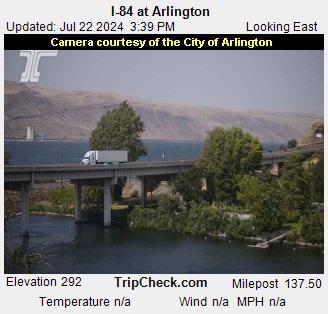 I-84 at Arlington
Updated: Jul 22 2024 3:39 PM Looking East
Camera courtesy of the City of Arlington
Elevation 292 TripCheck.com Milepost 137.50
Temperature n/a Wind n/a MPH n/a